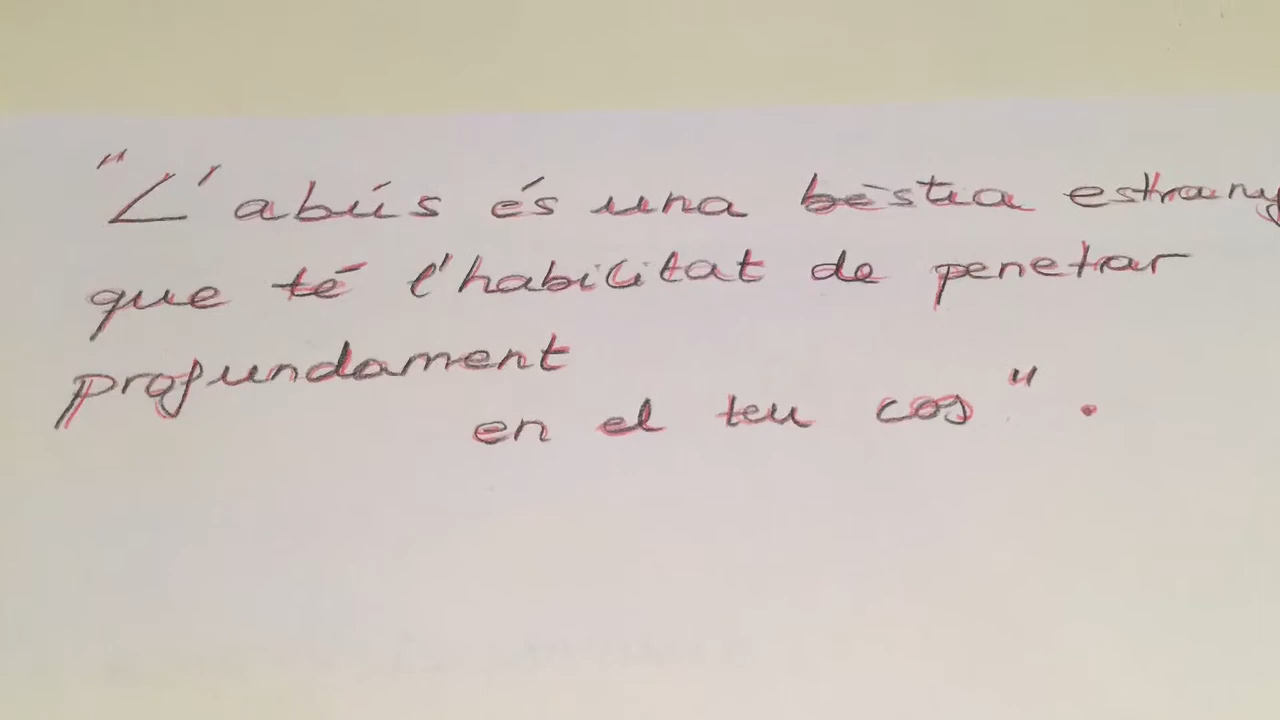 "L'abús és una bèstia estrany
que té l'habilitat de penetrar
profundament
en el teu cos".